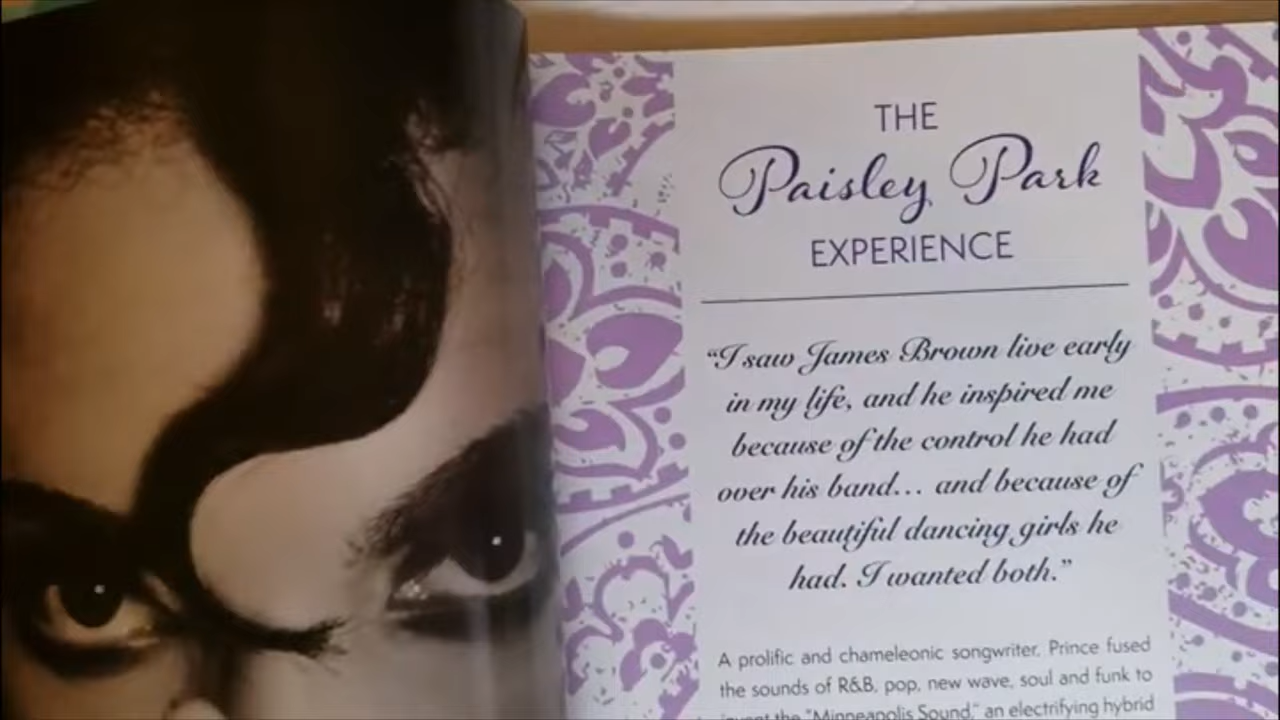 THE
Paisley Park
EXPERIENCE
“I saw James Brown live early
in my life, and he inspired me
because of the control he had
over his band... and because of
the beautiful dancing girls he
had. I wanted both.”
A prolific and chameleonic songwriter, Prince fused
the sounds of R&B, pop, new wave, soul and funk to
invent the “Minneapolis Sound,” an electrifying hybrid